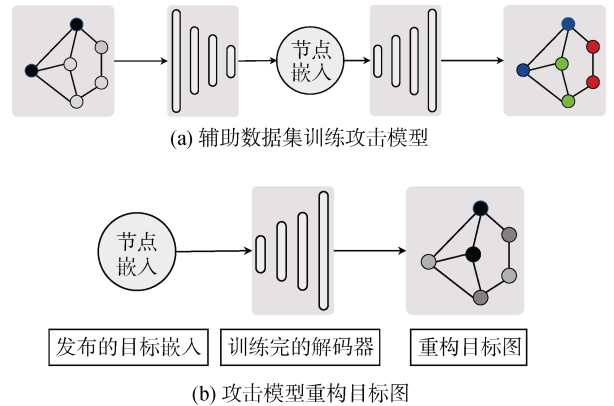 节点
嵌入
(a) 辅助数据集训练攻击模型
节点
嵌入
发布的目标嵌入 训练完的解码器 重构目标图
(b) 攻击模型重构目标图